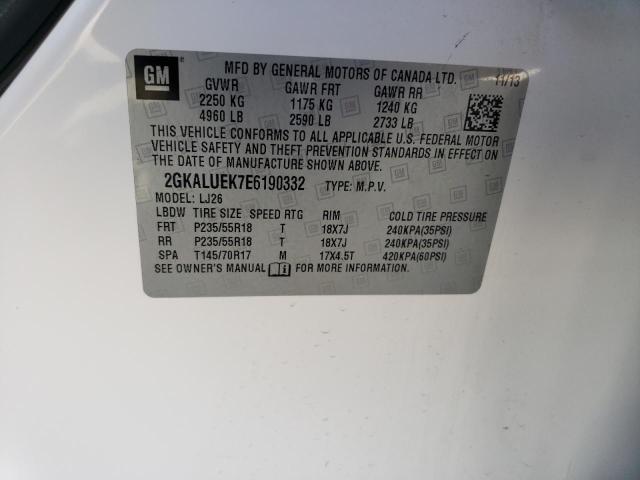 GM
MFD BY GENERAL MOTORS OF CANADA LTD. 11/13
GVWR GAWR FRT GAWR RR
2250 KG 1175 KG 1240 KG
4960 LB 2590 LB 2733 LB
THIS VEHICLE CONFORMS TO ALL APPLICABLE U.S. FEDERAL MOTOR
VEHICLE SAFETY AND THEFT PREVENTION STANDARDS IN EFFECT ON
THE DATE OF MANUFACTURE SHOWN ABOVE.
2GKALUEK7E6190332 TYPE: M.P.V.
MODEL: LJ26
LBDW TIRE SIZE SPEED RTG RIM COLD TIRE PRESSURE
FRT P235/55R18 T 18X7J 240KPA(35PSI)
RR P235/55R18 T 18X7J 240KPA(35PSI)
SPA T145/70R17 M 17X4.5T 420KPA(60PSI)
SEE OWNER'S MANUAL FOR MORE INFORMATION.